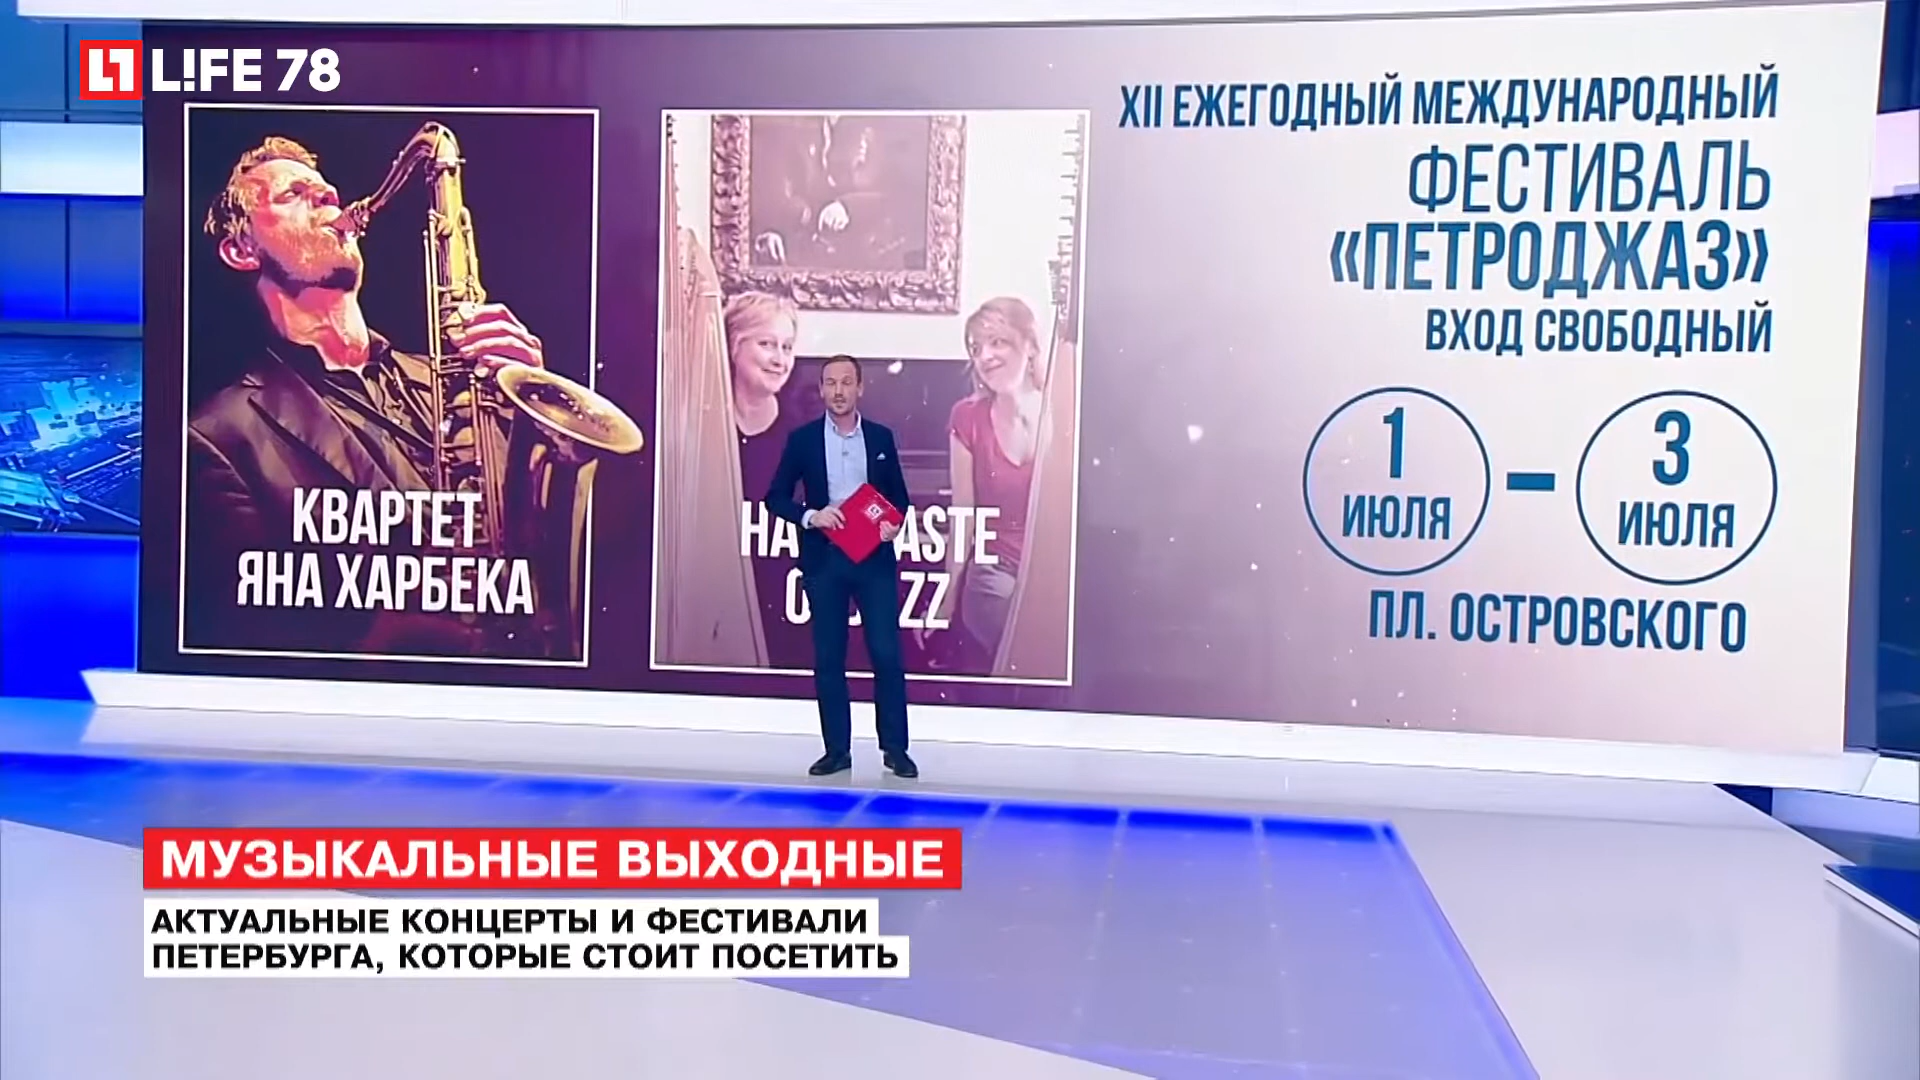 L!FE 78
XII ЕЖЕГОДНЫЙ МЕЖДУНАРОДНЫЙ
ФЕСТИВАЛЬ
«ПЕТРОДЖАЗ»
ВХОД СВОБОДНЫЙ
1 ИЮЛЯ – 3 ИЮЛЯ
ПЛ. ОСТРОВСКОГО
КВАРТЕТ
ЯНА ХАРБЕКА
МУЗЫКАЛЬНЫЕ ВЫХОДНЫЕ
АКТУАЛЬНЫЕ КОНЦЕРТЫ И ФЕСТИВАЛИ
ПЕТЕРБУРГА, КОТОРЫЕ СТОИТ ПОСЕТИТЬ